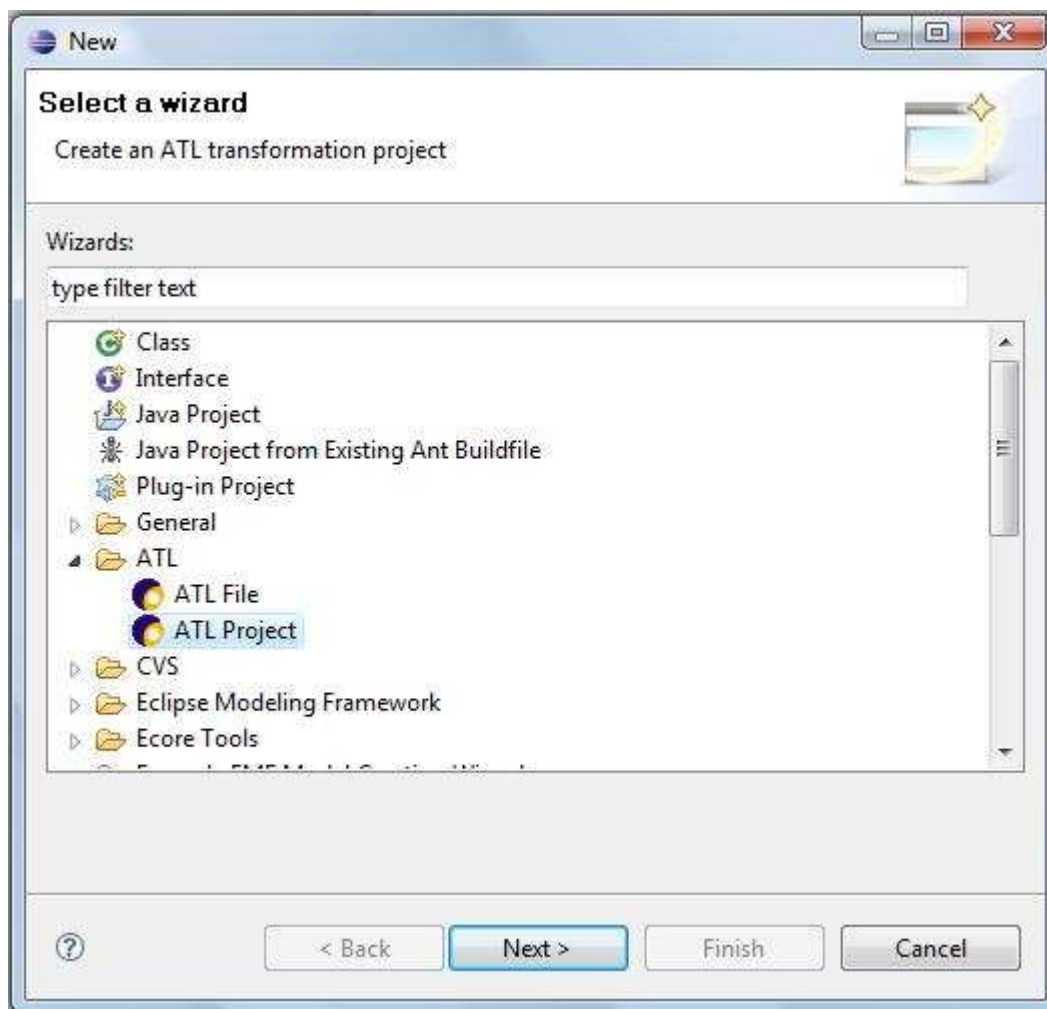 New
Select a wizard
Create an ATL transformation project
Wizards:
type filter text
Class
Interface
Java Project
Java Project from Existing Ant Buildfile
Plug-in Project
General
ATL
ATL File
ATL Project
CVS
Eclipse Modeling Framework
Ecore Tools
< Back
Next >
Finish
Cancel